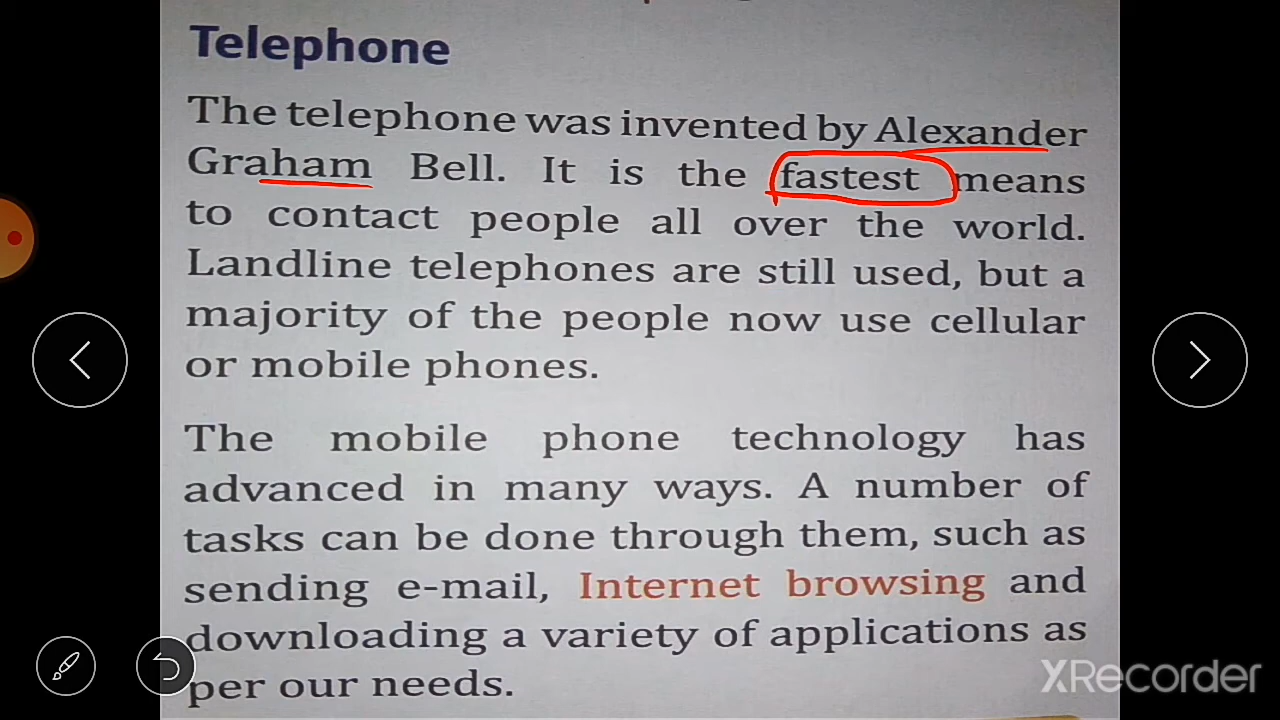 Telephone
The telephone was invented by Alexander
Graham Bell. It is the fastest means
to contact people all over the world.
Landline telephones are still used, but a
majority of the people now use cellular
or mobile phones.
The mobile phone technology has
advanced in many ways. A number of
tasks can be done through them, such as
sending e-mail, Internet browsing and
downloading a variety of applications as
per our needs.
XRecorder